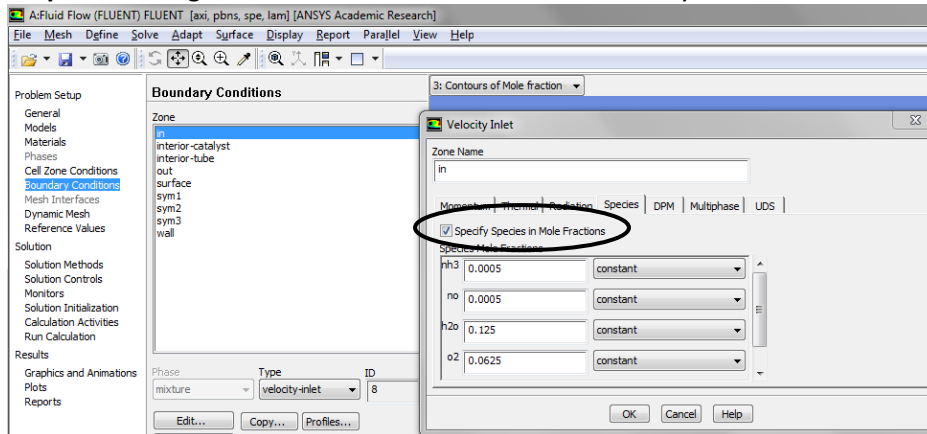 A:Fluid Flow (FLUENT) FLUENT [axi, pbns, spe, lam] [ANSYS Academic Research]
File Mesh Define Solve Adapt Surface Display Report Parallel View Help
Problem Setup
General
Models
Materials
Phases
Cell Zone Conditions
Boundary Conditions
Mesh Interfaces
Dynamic Mesh
Reference Values
Solution
Solution Methods
Solution Controls
Monitors
Solution Initialization
Calculation Activities
Run Calculation
Results
Graphics and Animations
Plots
Reports
Boundary Conditions
Zone
in
interior-catalyst
interior-tube
out
surface
sym1
sym2
sym3
wall
Phase Type ID
mixture velocity-inlet 8
Edit... Copy... Profiles...
3: Contours of Mole fraction
Velocity Inlet
Zone Name
in
Momentum Thermal Radiation Species DPM Multiphase UDS
Specify Species in Mole Fractions
Species Mole Fractions
nh3 0.0005 constant
no 0.0005 constant
h2o 0.125 constant
o2 0.0625 constant
OK Cancel Help